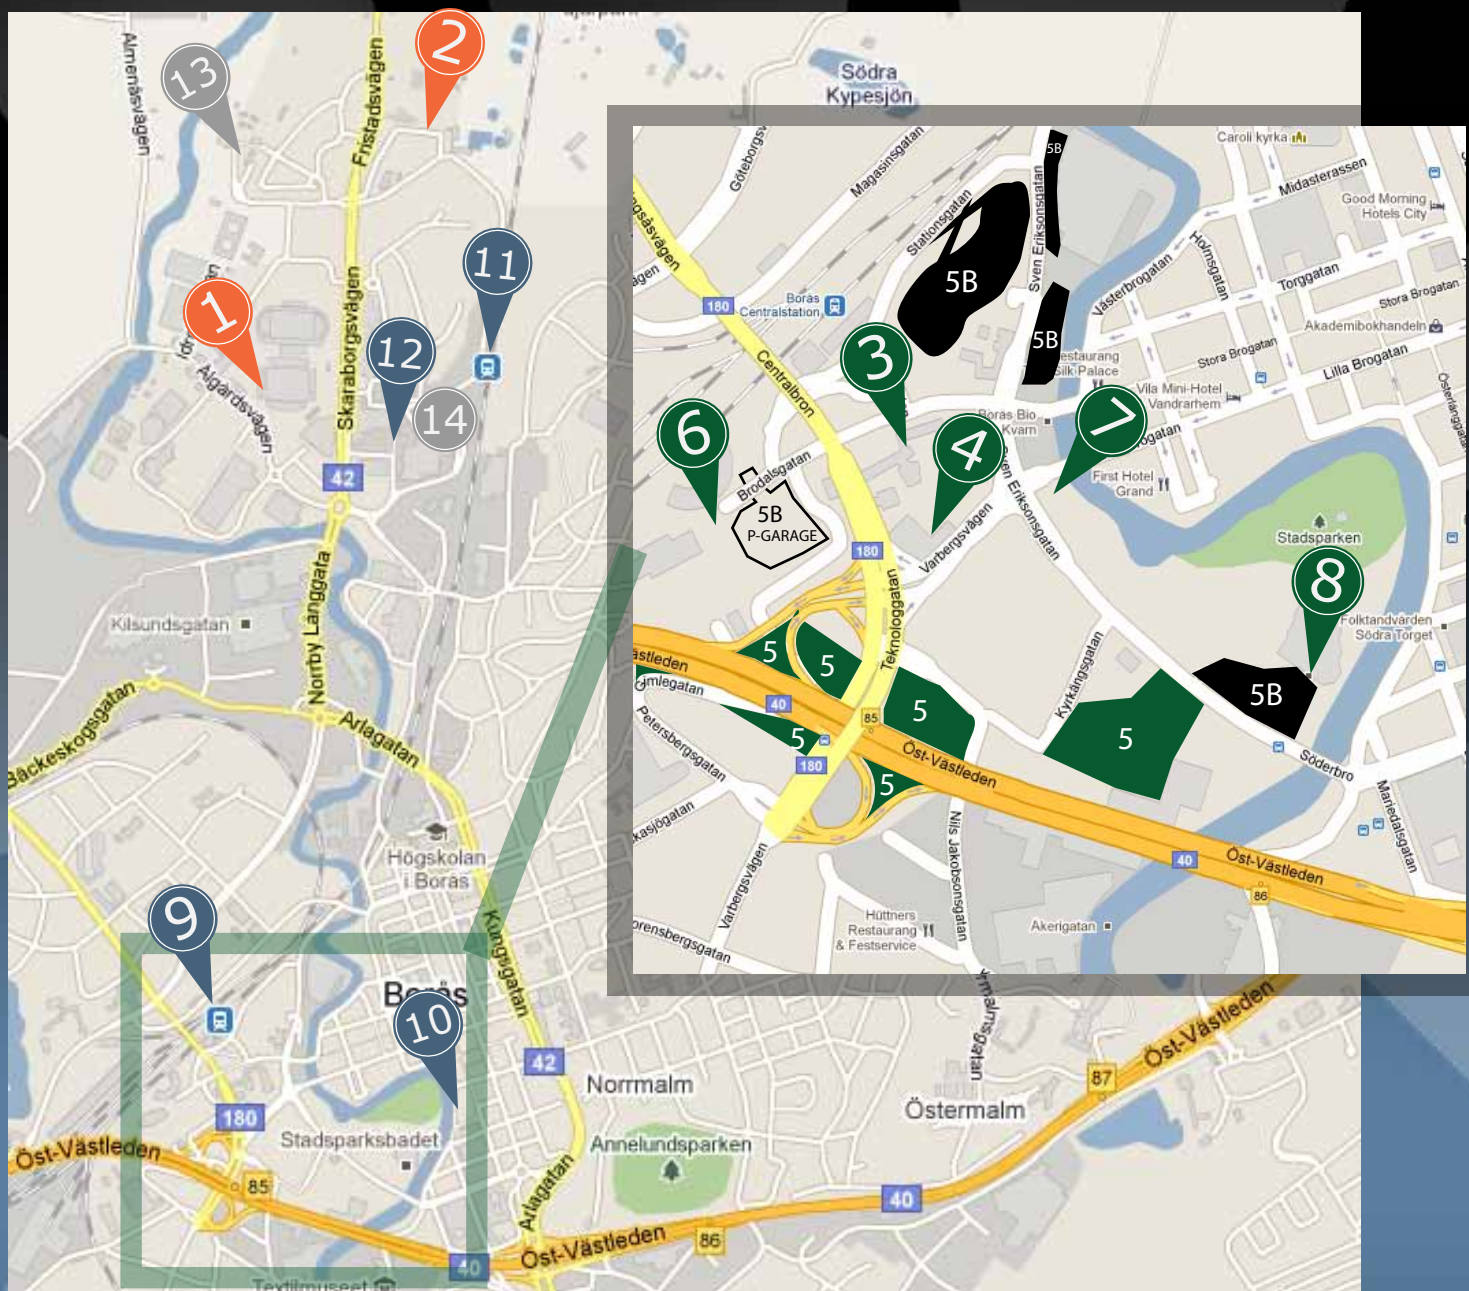 Almenäsvägen
13
2
Fristadsvägen
Södra
Kypesjön
11
1
12
14
Älgårdsvägen
Skaraborgsvägen
42
Norrby Långgata
Kilsundsgatan
Bäckeskogsgatan
Arlagatan
Högskolan
i Borås
Kungsgatan
9
Borås
10
42
Norrmalm
180
Stadsparksbadet
Öst-Västleden
85
Annelundsparken
Östermalm
87
Öst-Västleden
Arlagatan
40
Öst-Västleden
86
40
Textilmuseet
Göteborgsv
Magasinsgatan
Stationsgatan
Sven Eriksonsgatan
5B
5B
5B
Caroli kyrka
Midasterassen
Good Morning
Hotels City
Holmsgatan
Västerbrogatan
Torggatan
Stora Brogatan
Akademibokhandeln
Stora Brogatan
Lilla Brogatan
Österlånggatan
180
Borås
Centralstation
Centralbron
3
6
4
7
Borås Bio
Kvarn
Vila Mini-Hotel
Vandrarhem
First Hotel
Grand
Brodalsgatan
5B
P-GARAGE
180
Varbergsvägen
Sven Eriksonsgatan
Stadsparken
8
Folktandvården
Södra Torget
Teknologgatan
5
5
5
5
5
5
5B
Gimlegatan
Petersbergsgatan
40
85
180
Öst-Västleden
Kyrkängsgatan
Söderbro
Mariedalsgatan
Varbergsvägen
Nils Jakobsonsgatan
Hüttners
Restaurang
& Festservice
Åkerigatan
40
Öst-Västleden
86